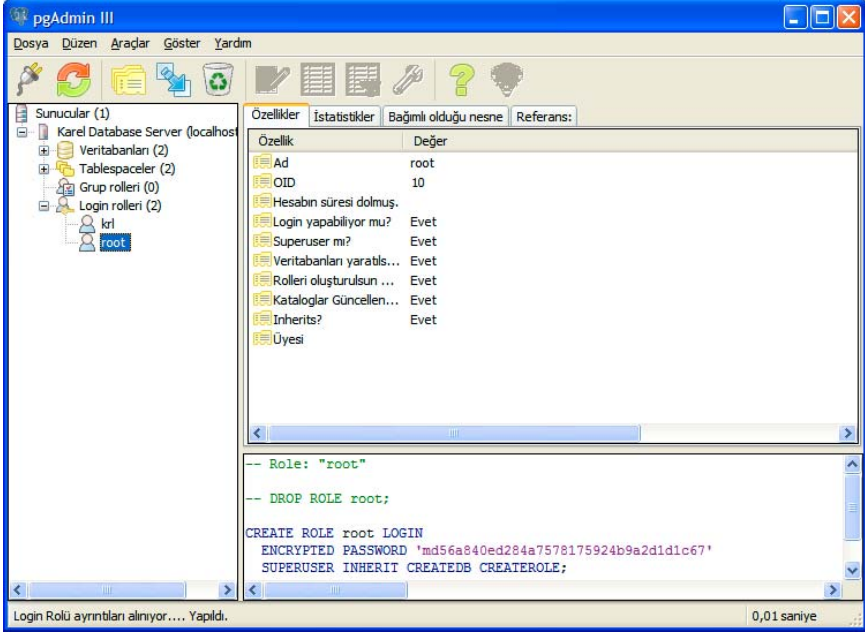 pgAdmin III
Dosya Düzen Araçlar Göster Yardım
Sunucular (1)
Karel Database Server (localhost
Veritabanları (2)
Tablespaceler (2)
Grup rolleri (0)
Login rolleri (2)
krl
root
Özellikler İstatistikler Bağımlı olduğu nesne Referans:
Özellik Değer
Ad root
OID 10
Hesabın süresi dolmuş.
Login yapabiliyor mu? Evet
Superuser mı? Evet
Veritabanları yaratıls... Evet
Rolleri oluşturulsun ... Evet
Kataloglar Güncellen... Evet
Inherits? Evet
Üyesi
-- Role: "root"
-- DROP ROLE root;
CREATE ROLE root LOGIN
ENCRYPTED PASSWORD 'md56a840ed284a7578175924b9a2d1d1c67'
SUPERUSER INHERIT CREATEDB CREATEROLE;
Login Rolü ayrıntıları alınıyor.... Yapıldı. 0,01 saniye